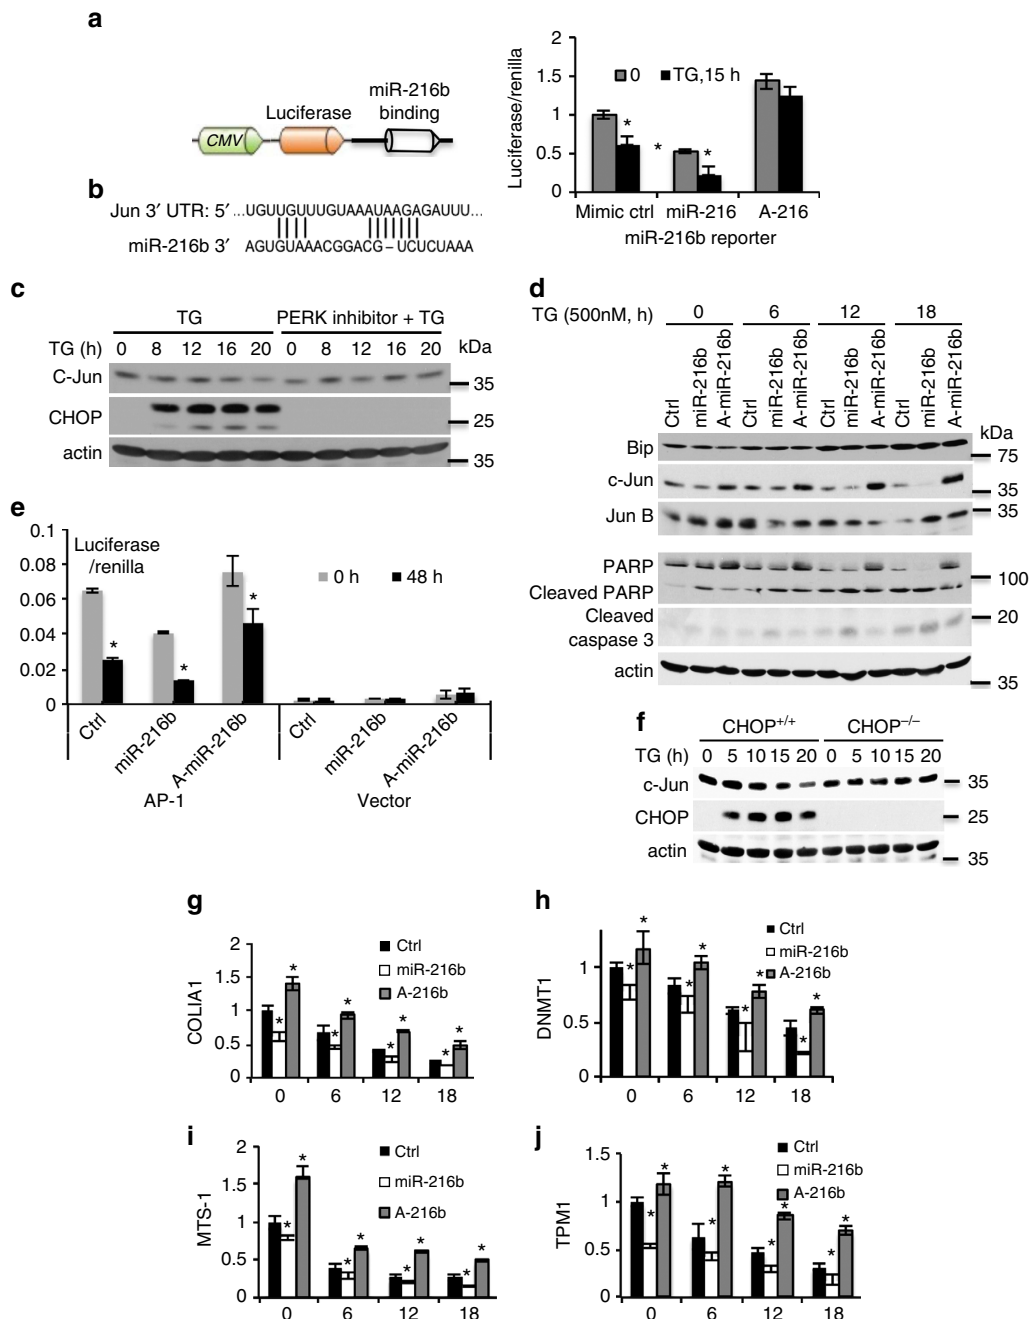 a
CMV
Luciferase
miR-216b
binding
Luciferase/renilla
2
1.5
1
0.5
0
0
TG,15 h
*
*
*
Mimic ctrl
miR-216
A-216
miR-216b reporter
b
Jun 3′ UTR: 5′ ...UGUUGUUUGUAAAUAAGAGAUUU...
miR-216b 3′ AGUGUAAACGGACG–UCUCUAAA
c
TG
PERK inhibitor + TG
TG (h) 0 8 12 16 20 0 8 12 16 20 kDa
C-Jun
35
CHOP
25
actin
35
d
TG (500nM, h) 0 6 12 18
Ctrl miR-216b A-miR-216b Ctrl miR-216b A-miR-216b Ctrl miR-216b A-miR-216b Ctrl miR-216b A-miR-216b
kDa
Bip
75
c-Jun
35
Jun B
35
PARP
100
Cleaved PARP
Cleaved
caspase 3
20
actin
35
e
Luciferase
/renilla
0.1
0.08
0.06
0.04
0.02
0
0 h
48 h
*
*
*
Ctrl
miR-216b
A-miR-216b
Ctrl
miR-216b
A-miR-216b
AP-1
Vector
f
CHOP+/+
CHOP–/–
TG (h) 0 5 10 15 20 0 5 10 15 20
c-Jun
35
CHOP
25
actin
35
g
COLIA1
2
1
1
0.5
0
Ctrl
miR-216b
A-216b
* * * * * * * *
0 6 12 18
h
DNMT1
1
0.5
0
Ctrl
miR-216b
A-216b
* * * * * * * *
0 6 12 18
i
MTS-1
2
1.5
1
0.5
0
Ctrl
miR-216b
A-216b
* * * * * * * *
0 6 12 18
j
TPM1
1.5
1
0.5
0
Ctrl
miR-216b
A-216b
* * * * * * * *
0 6 12 18